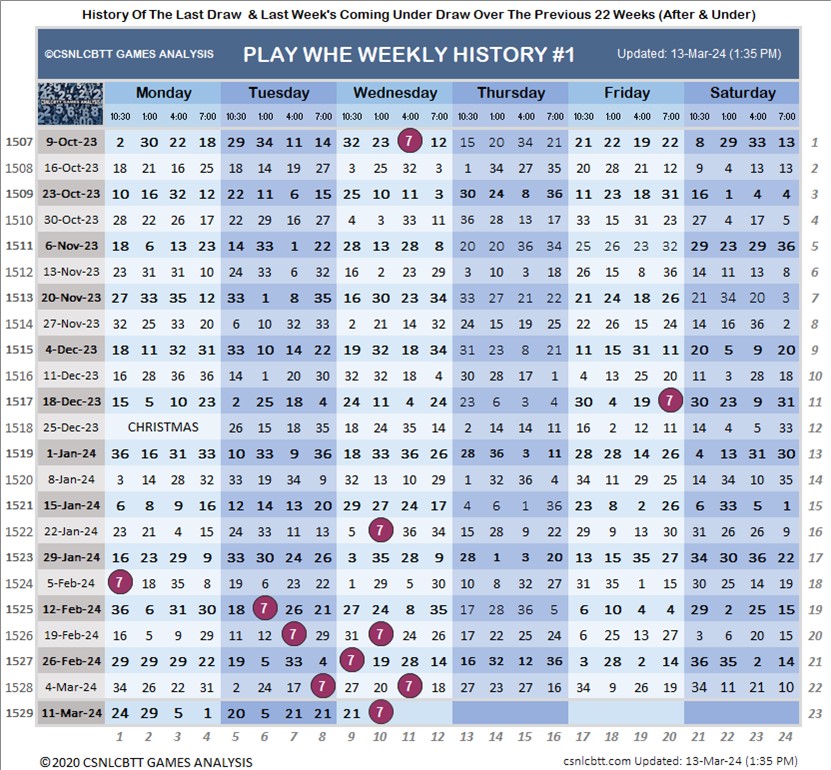 History Of The Last Draw & Last Week's Coming Under Draw Over The Previous 22 Weeks (After & Under)
©CSNLCBTT GAMES ANALYSIS PLAY WHE WEEKLY HISTORY #1 Updated: 13-Mar-24 (1:35 PM)
Monday Tuesday Wednesday Thursday Friday Saturday
10:30 1:00 4:00 7:00 10:30 1:00 4:00 7:00 10:30 1:00 4:00 7:00 10:30 1:00 4:00 7:00 10:30 1:00 4:00 7:00 10:30 1:00 4:00 7:00
1507 9-Oct-23 2 30 22 18 29 34 11 14 32 23 7 12 15 20 34 21 21 22 19 22 8 29 33 13 1
1508 16-Oct-23 18 21 16 25 18 14 19 27 3 25 32 3 1 34 27 35 20 28 21 12 9 4 13 13 2
1509 23-Oct-23 10 16 32 12 22 11 6 15 25 10 11 3 30 24 8 36 11 23 18 31 16 1 4 4 3
1510 30-Oct-23 28 22 26 17 22 29 16 27 4 3 33 11 36 28 13 17 33 15 31 23 27 4 17 5 4
1511 6-Nov-23 18 6 13 23 14 33 1 22 28 13 28 8 20 20 36 34 25 26 23 32 29 23 29 36 5
1512 13-Nov-23 23 31 31 10 24 33 6 32 16 2 23 29 3 10 3 18 26 15 8 36 14 11 13 8 6
1513 20-Nov-23 27 33 35 12 33 1 8 35 16 30 23 34 33 27 21 22 21 24 18 26 21 34 20 3 7
1514 27-Nov-23 32 25 33 20 6 10 32 33 2 21 14 32 24 15 19 25 22 26 15 24 14 16 36 2 8
1515 4-Dec-23 18 11 32 31 33 10 14 22 19 32 18 34 31 23 8 21 11 15 31 11 20 5 9 20 9
1516 11-Dec-23 16 28 36 36 14 1 20 30 32 32 18 4 30 28 17 1 4 13 25 20 11 3 28 18 10
1517 18-Dec-23 15 5 10 23 2 25 18 4 24 11 4 24 23 6 3 4 30 4 19 7 30 23 9 31 11
1518 25-Dec-23 CHRISTMAS 26 15 18 35 18 24 35 14 2 14 14 11 16 2 12 11 14 4 5 33 12
1519 1-Jan-24 36 16 31 33 10 33 9 36 18 33 36 26 28 36 3 11 34 28 29 28 4 13 31 30 13
1520 8-Jan-24 3 14 28 32 33 19 34 9 32 13 10 29 1 32 36 4 34 11 14 25 14 34 10 35 14
1521 15-Jan-24 6 8 9 16 12 14 13 20 29 27 24 17 4 6 1 36 23 8 2 26 6 33 5 1 15
1522 22-Jan-24 23 21 4 15 24 33 11 13 5 7 36 34 15 28 9 22 29 9 13 30 31 26 26 9 16
1523 29-Jan-24 16 23 29 9 33 30 24 26 3 35 28 9 28 1 3 20 13 15 35 27 34 30 36 22 17
1524 5-Feb-24 7 18 35 8 19 6 23 22 1 29 5 30 10 8 32 27 31 35 1 15 30 25 14 19 18
1525 12-Feb-24 36 6 31 30 18 7 26 21 27 24 8 35 17 28 36 5 6 10 4 4 29 2 25 15 19
1526 19-Feb-24 16 5 9 29 11 12 7 29 31 7 24 26 17 22 25 24 6 25 13 27 3 6 20 15 20
1527 26-Feb-24 29 29 29 22 19 5 33 4 7 19 28 14 16 32 12 36 3 28 2 14 36 35 2 14 21
1528 4-Mar-24 34 26 22 31 2 24 17 7 27 20 7 18 27 23 27 16 34 9 26 19 34 11 21 10 22
1529 11-Mar-24 24 29 5 1 20 5 21 21 21 7 23
1 2 3 4 5 6 7 8 9 10 11 12 13 14 15 16 17 18 19 20 21 22 23 24
©2020 CSNLCBTT GAMES ANALYSIS csnlcbtt.com Updated: 13-Mar-24 (1:35 PM)